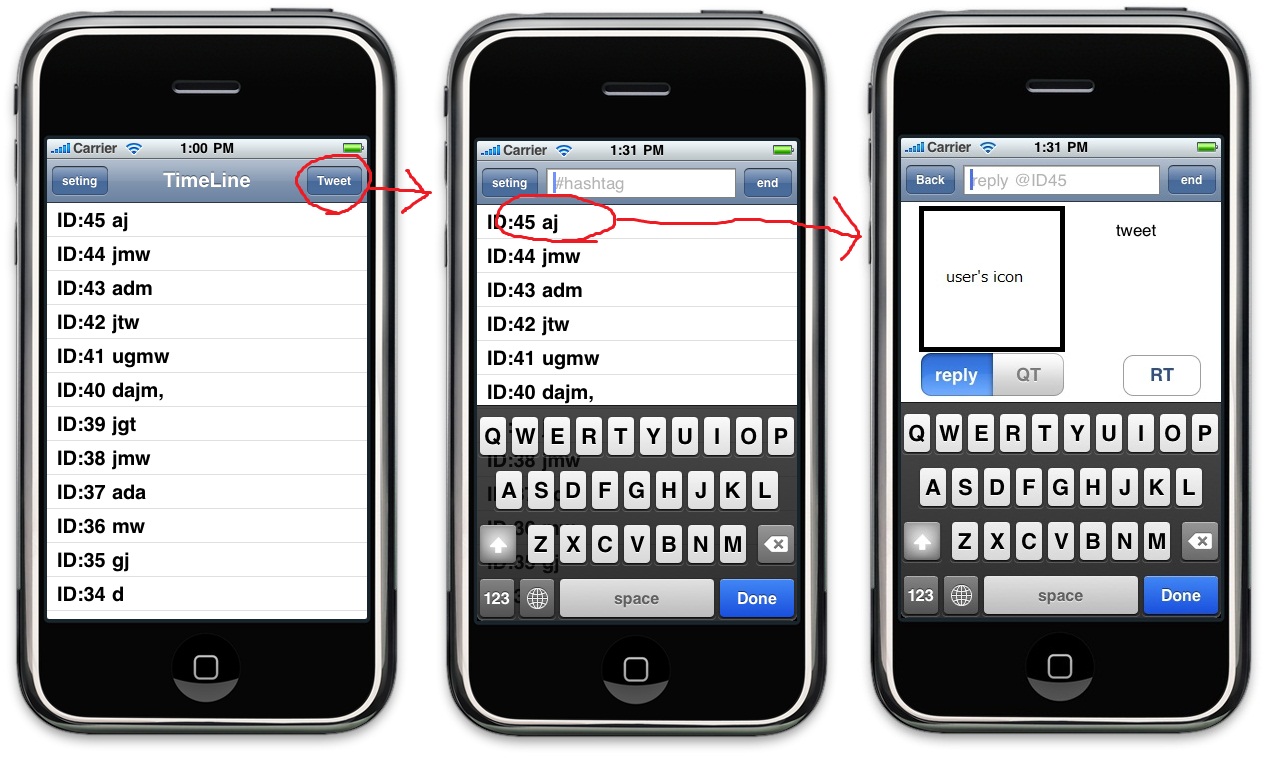 Carrier 1:00 PM
seting TimeLine Tweet
ID:45 aj
ID:44 jmw
ID:43 adm
ID:42 jtw
ID:41 ugmw
ID:40 dajm,
ID:39 jgt
ID:38 jmw
ID:37 ada
ID:36 mw
ID:35 gj
ID:34 d
Carrier 1:31 PM
seting #hashtag end
ID:45 aj
ID:44 jmw
ID:43 adm
ID:42 jtw
ID:41 ugmw
ID:40 dajm,
Q W E R T Y U I O P
ID:38 jmw
A S D F G H J K L
Z X C V B N M
ID:35 gj
123 space Done
Carrier 1:31 PM
Back reply @ID45 end
tweet
user's icon
reply QT RT
Q W E R T Y U I O P
A S D F G H J K L
Z X C V B N M
123 space Done